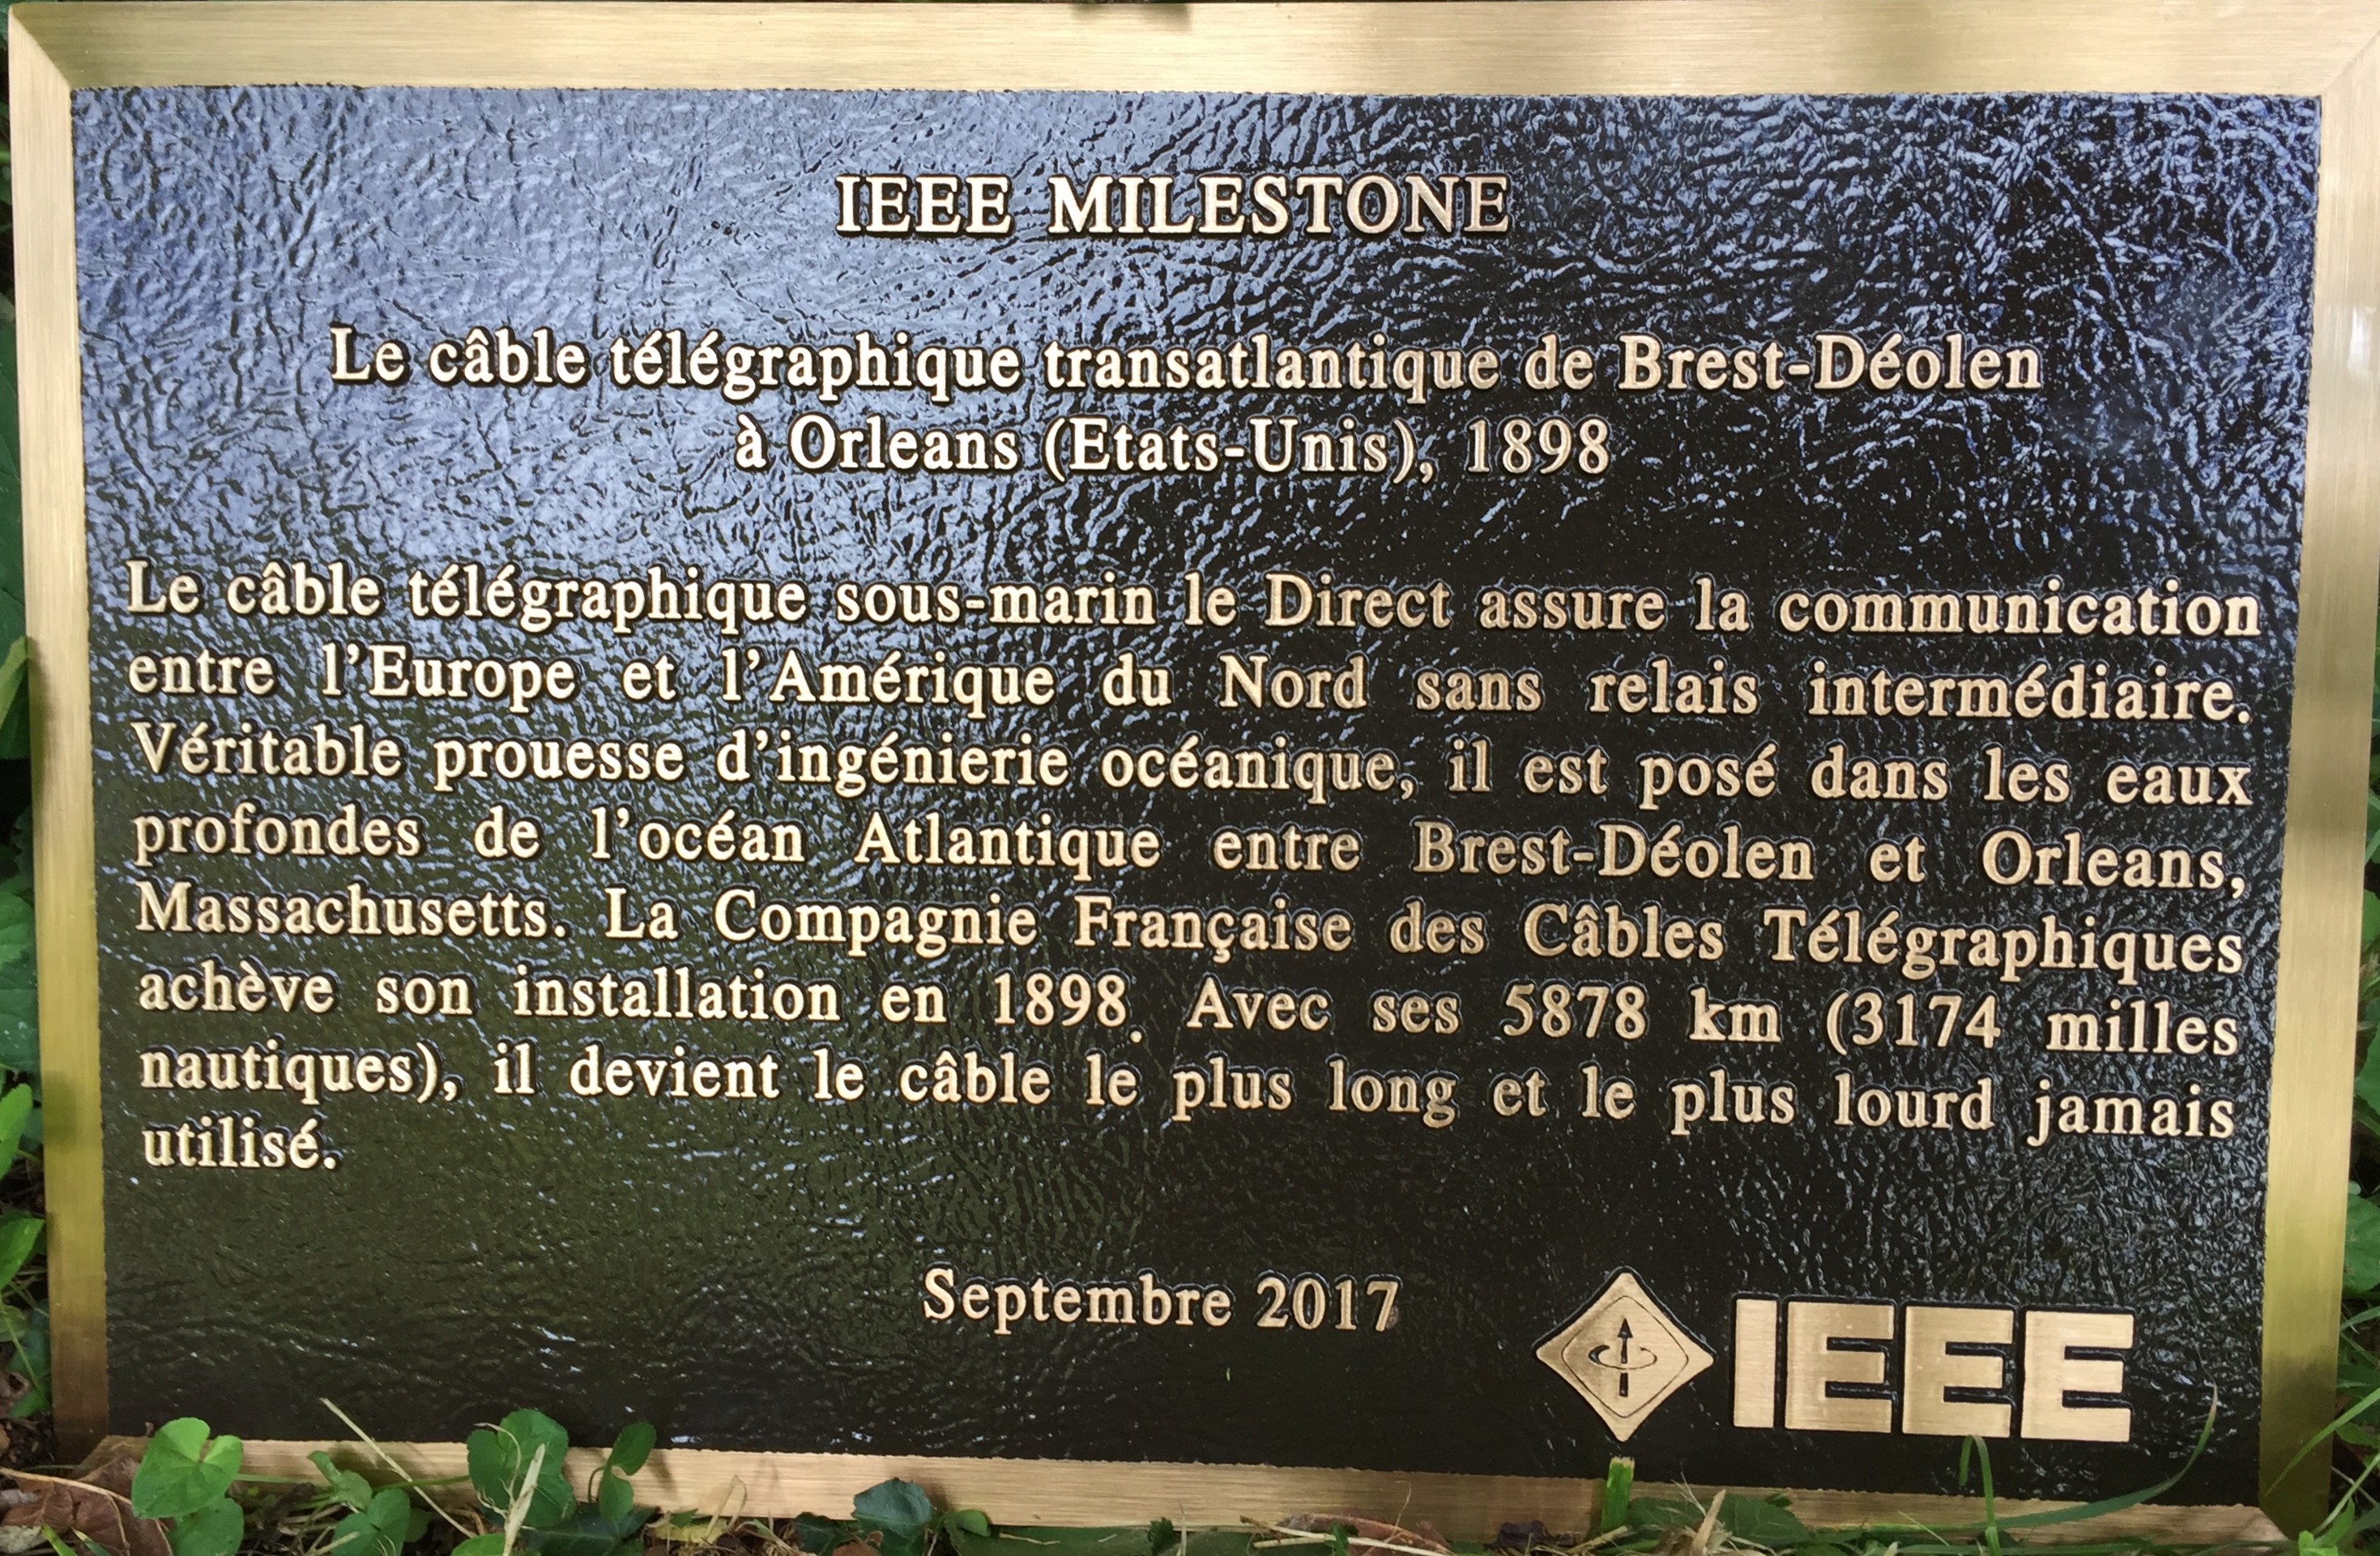 IEEE MILESTONE
Le câble télégraphique transatlantique de Brest-Déolen
à Orleans (Etats-Unis), 1898
Le câble télégraphique sous-marin le Direct assure la communication
entre l'Europe et l'Amérique du Nord sans relais intermédiaire.
Véritable prouesse d'ingénierie océanique, il est posé dans les eaux
profondes de l'océan Atlantique entre Brest-Déolen et Orleans,
Massachusetts. La Compagnie Française des Câbles Télégraphiques
achève son installation en 1898. Avec ses 5878 km (3174 milles
nautiques), il devient le câble le plus long et le plus lourd jamais
utilisé.
Septembre 2017
IEEE